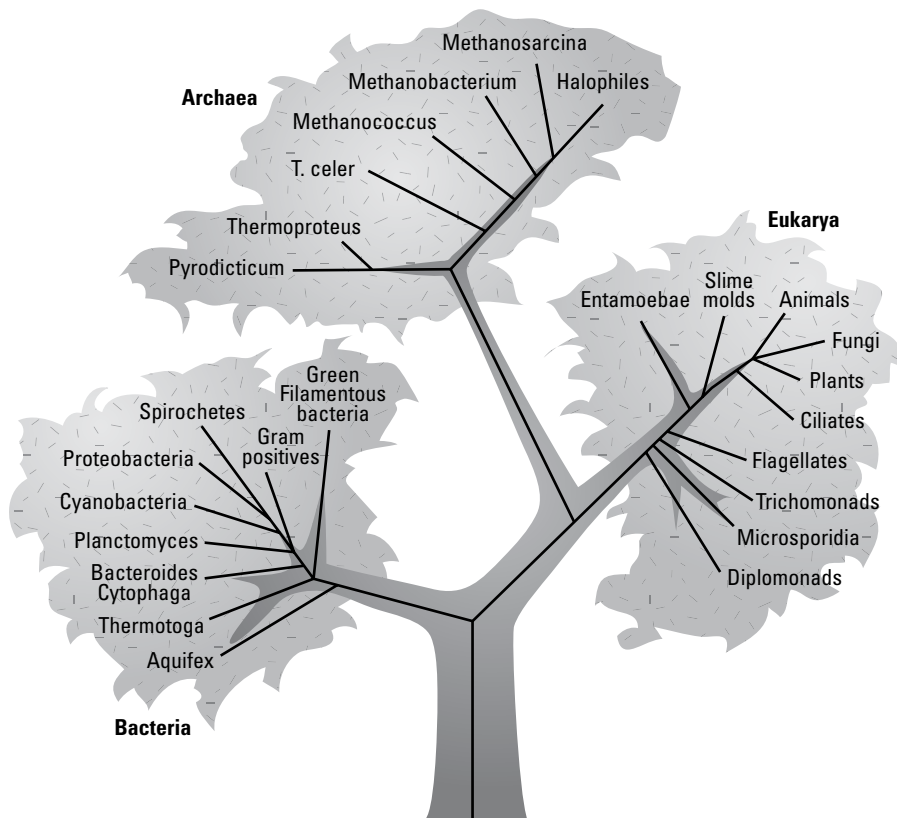 Methanosarcina
Methanobacterium
Halophiles
Archaea
Methanococcus
T. celer
Thermoproteus
Pyrodicticum
Eukarya
Entamoebae
Slime
molds
Animals
Fungi
Plants
Ciliates
Flagellates
Trichomonads
Microsporidia
Diplomonads
Green
Filamentous
bacteria
Spirochetes
Gram
positives
Proteobacteria
Cyanobacteria
Planctomyces
Bacteroides
Cytophaga
Thermotoga
Aquifex
Bacteria